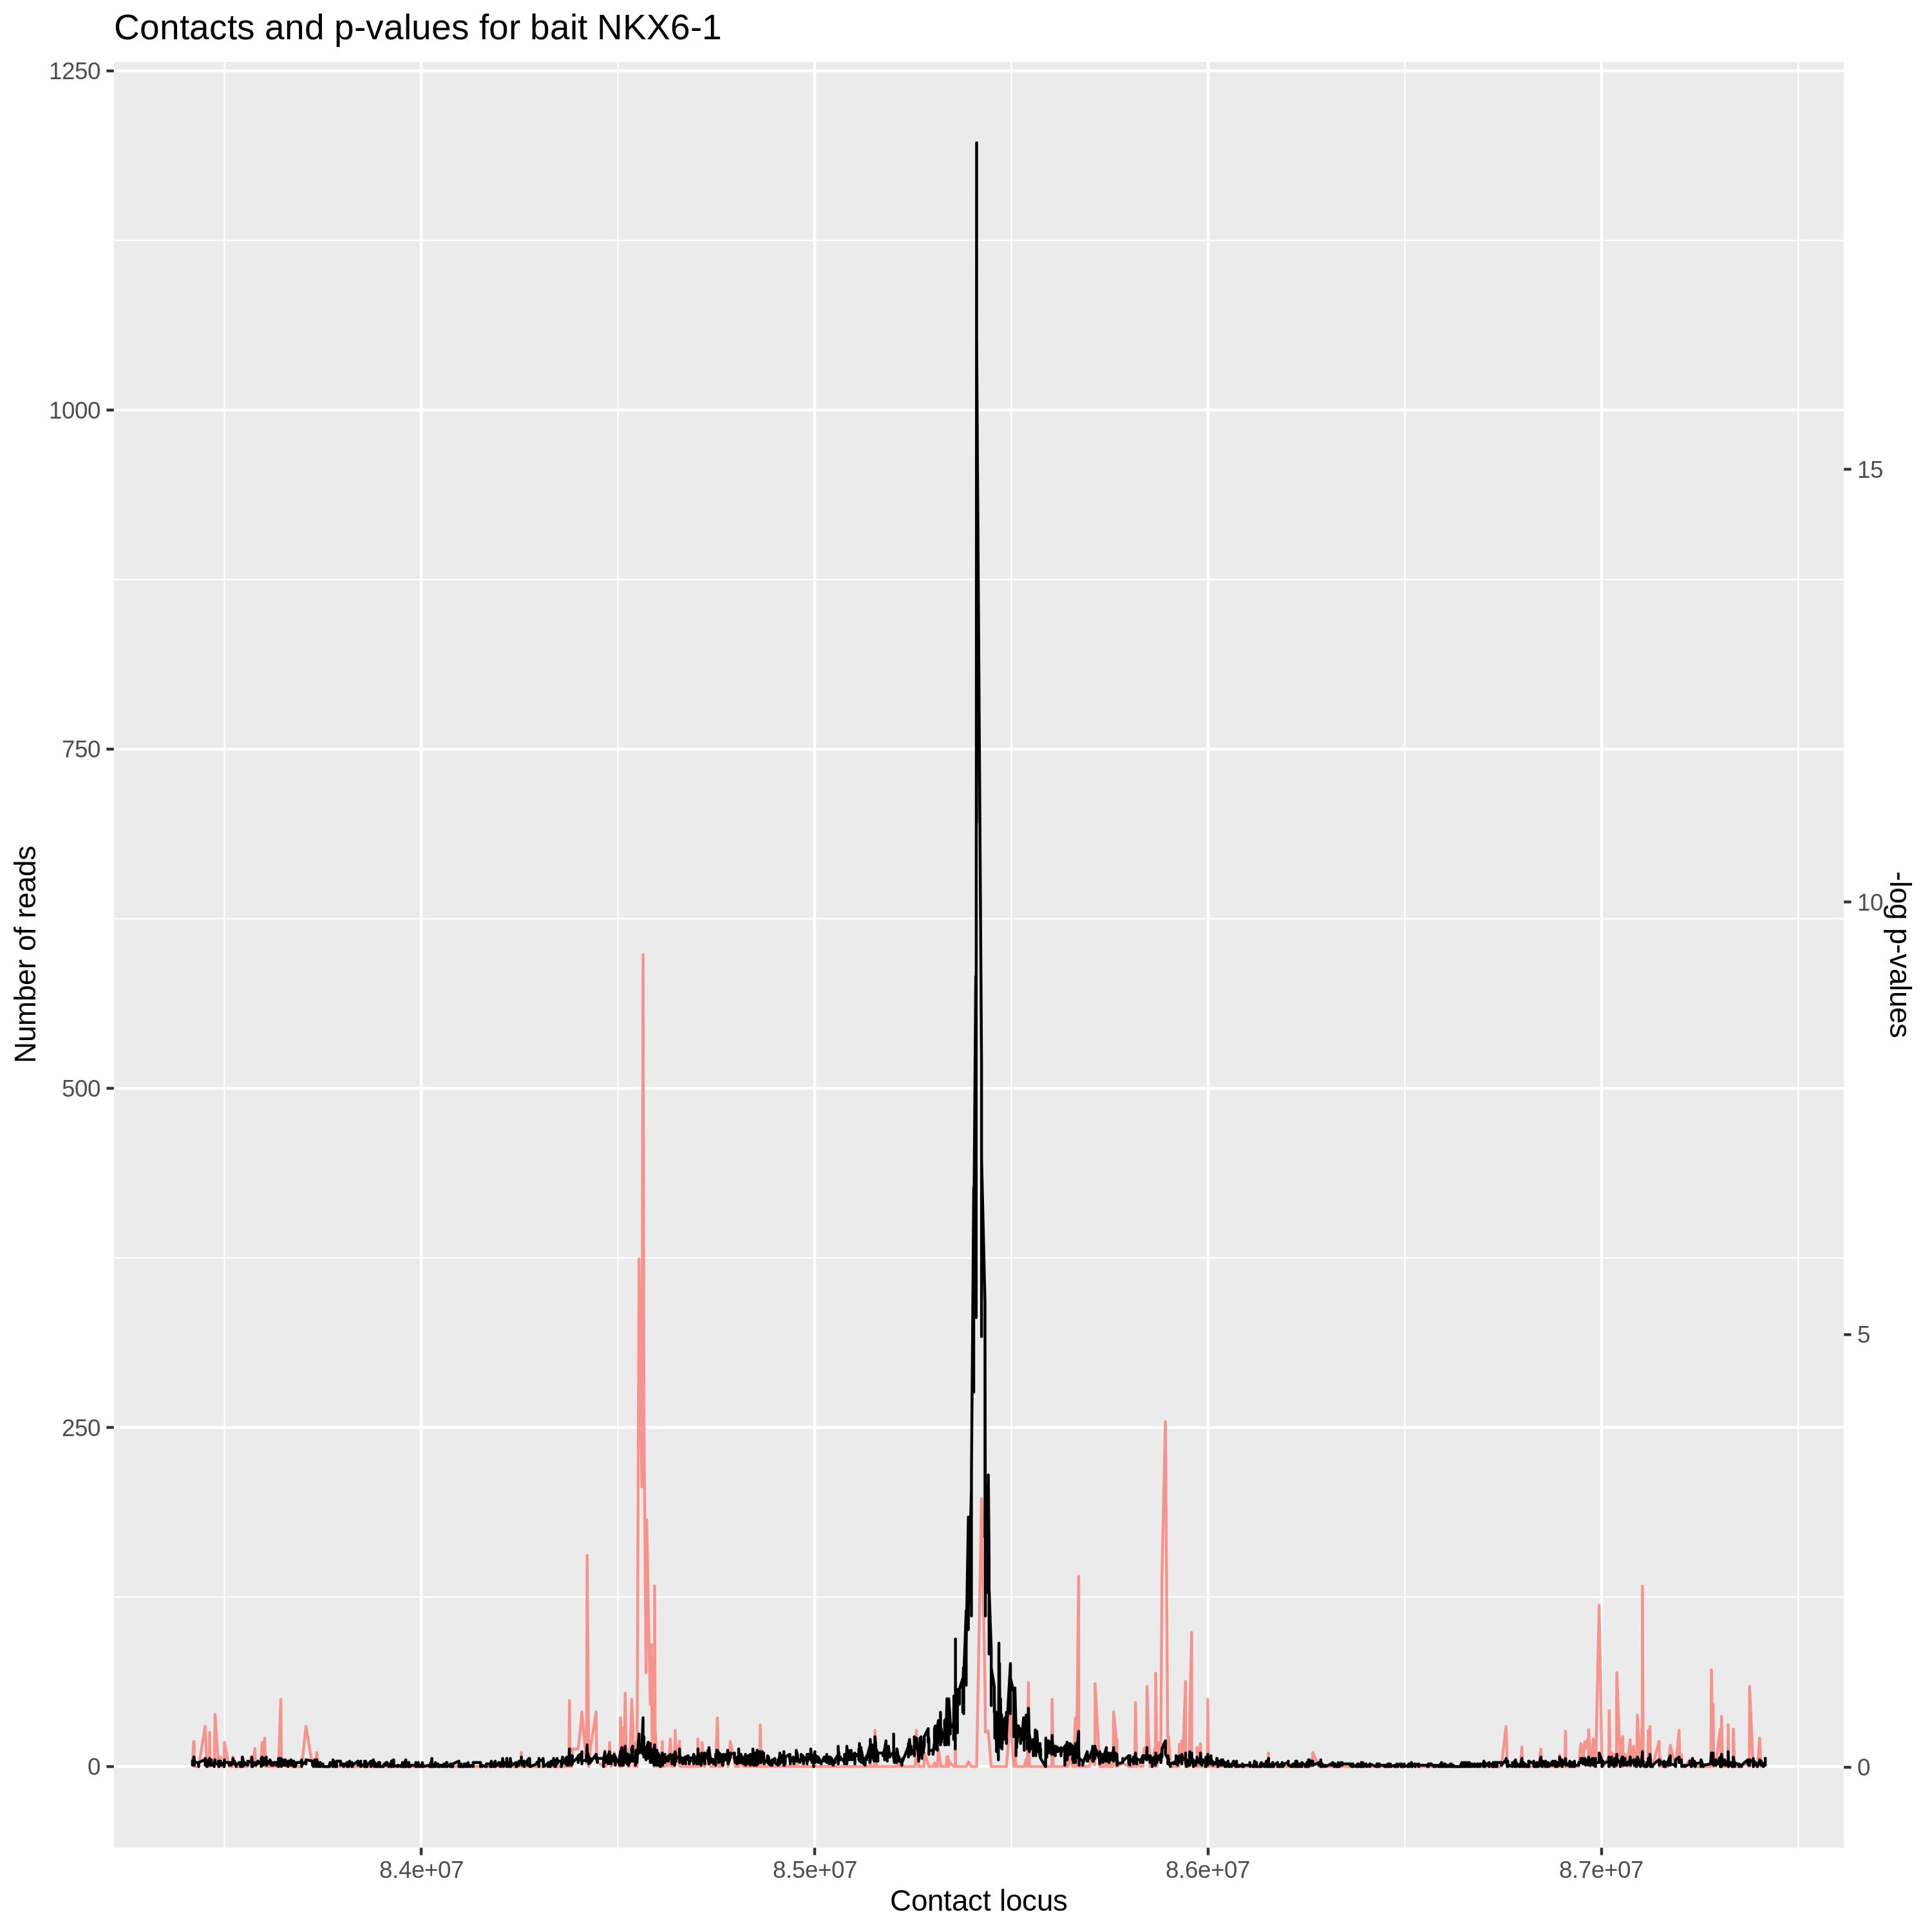 Contacts and p-values for bait NKX6-1
1250
1000
750
500
250
0
Number of reads
15
10
5
0
-log p-values
8.4e+07
8.5e+07
8.6e+07
8.7e+07
Contact locus